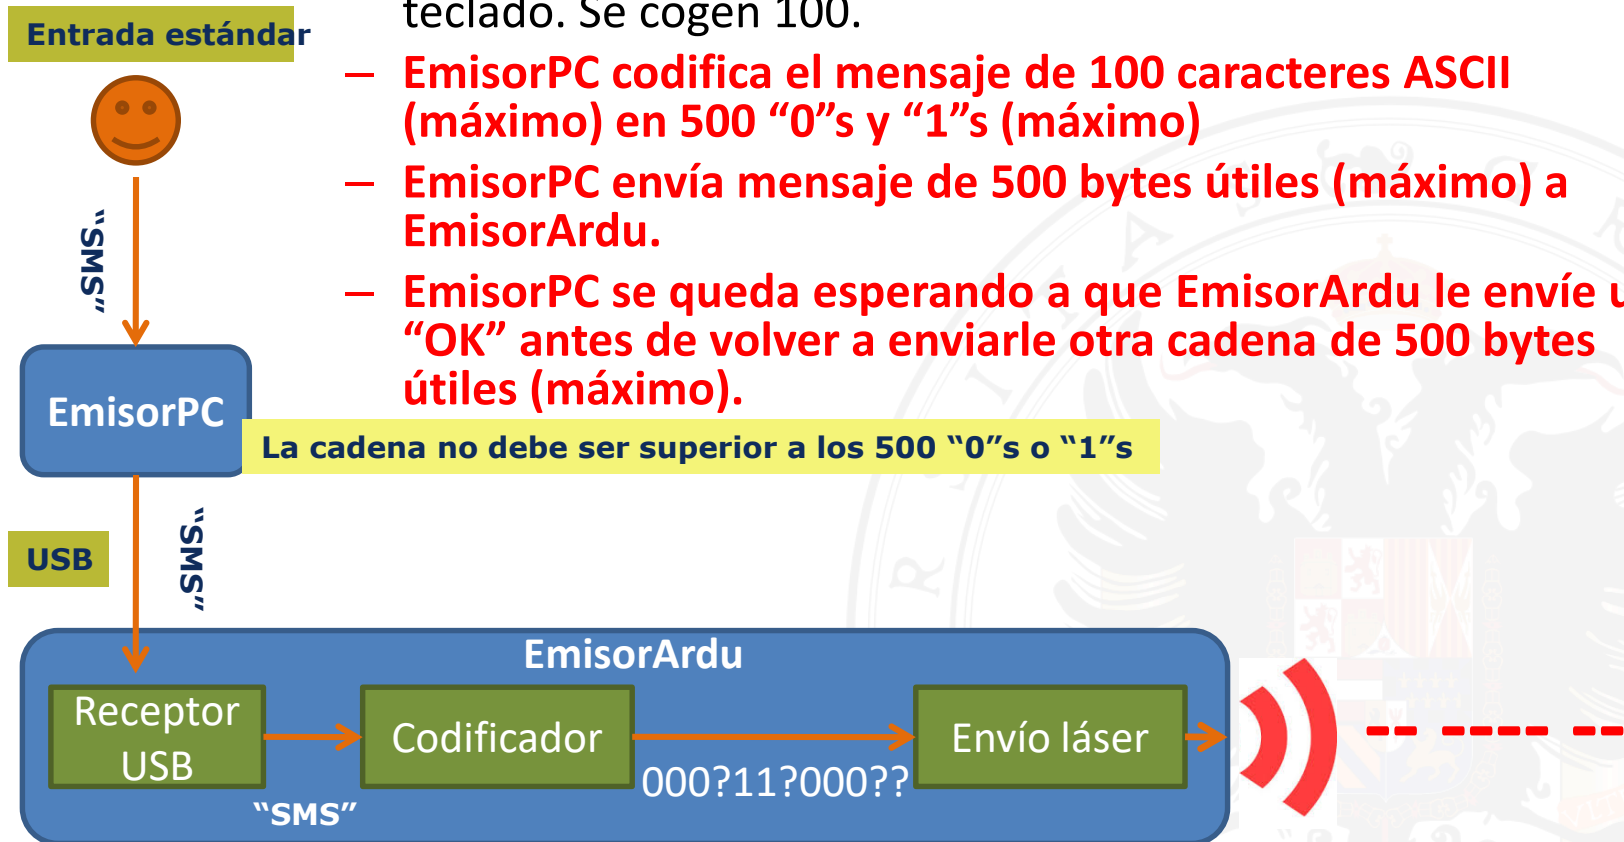 teclado. Se cogen 100.
Entrada estándar
– EmisorPC codifica el mensaje de 100 caracteres ASCII
(máximo) en 500 “0”s y “1”s (máximo)
– EmisorPC envía mensaje de 500 bytes útiles (máximo) a
EmisorArdu.
– EmisorPC se queda esperando a que EmisorArdu le envíe
“OK” antes de volver a enviarle otra cadena de 500 bytes
útiles (máximo).
“SMS”
EmisorPC
La cadena no debe ser superior a los 500 “0”s o “1”s
USB
“SMS”
EmisorArdu
Receptor
USB
“SMS”
Codificador
000?11?000??
Envío láser